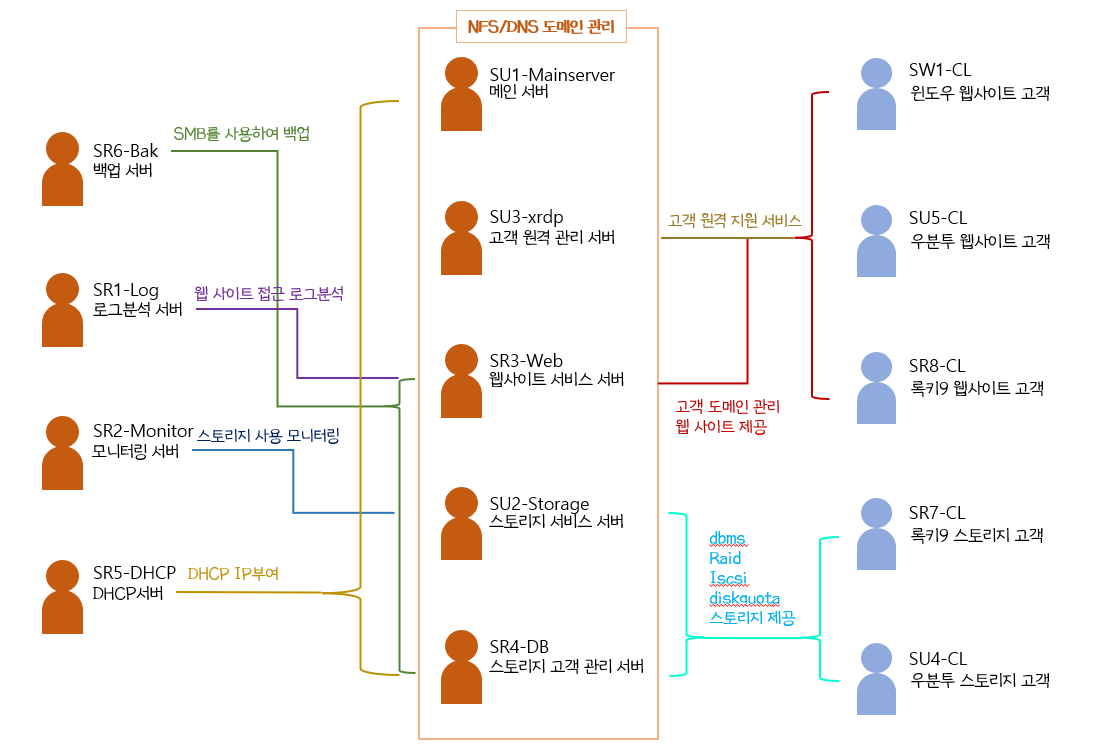 NFS/DNS 도메인 관리
SR6-Bak
백업 서버
SMB를 사용하여 백업
SR1-Log
로그분석 서버
웹 사이트 접근 로그분석
SR2-Monitor
모니터링 서버
스토리지 사용 모니터링
SR5-DHCP
DHCP서버
DHCP IP부여
SU1-Mainserver
메인 서버
SU3-xrdp
고객 원격 관리 서버
SR3-Web
웹사이트 서비스 서버
SU2-Storage
스토리지 서비스 서버
SR4-DB
스토리지 고객 관리 서버
고객 원격 지원 서비스
고객 도메인 관리
웹 사이트 제공
dbms
Raid
Iscsi
diskquota
스토리지 제공
SW1-CL
윈도우 웹사이트 고객
SU5-CL
우분투 웹사이트 고객
SR8-CL
록키9 웹사이트 고객
SR7-CL
록키9 스토리지 고객
SU4-CL
우분투 스토리지 고객